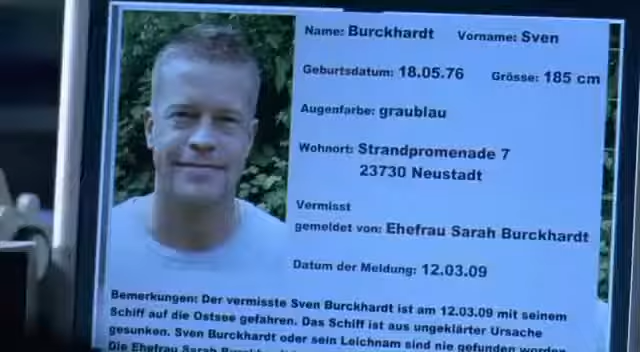 Name: Burckhardt Vorname: Sven
Geburtsdatum: 18.05.76 Grösse: 185 cm
Augenfarbe: graublau
Wohnort: Strandpromenade 7
23730 Neustadt
Vermisst
gemeldet von: Ehefrau Sarah Burckhardt
Datum der Meldung: 12.03.09
Bemerkungen: Der vermisste Sven Burckhardt ist am 12.03.09 mit seinem
Schiff auf die Ostsee gefahren. Das Schiff ist aus ungeklärter Ursache
gesunken. Sven Burckhardt oder sein Leichnam sind nie gefunden worden
Die Ehefrau Sarah